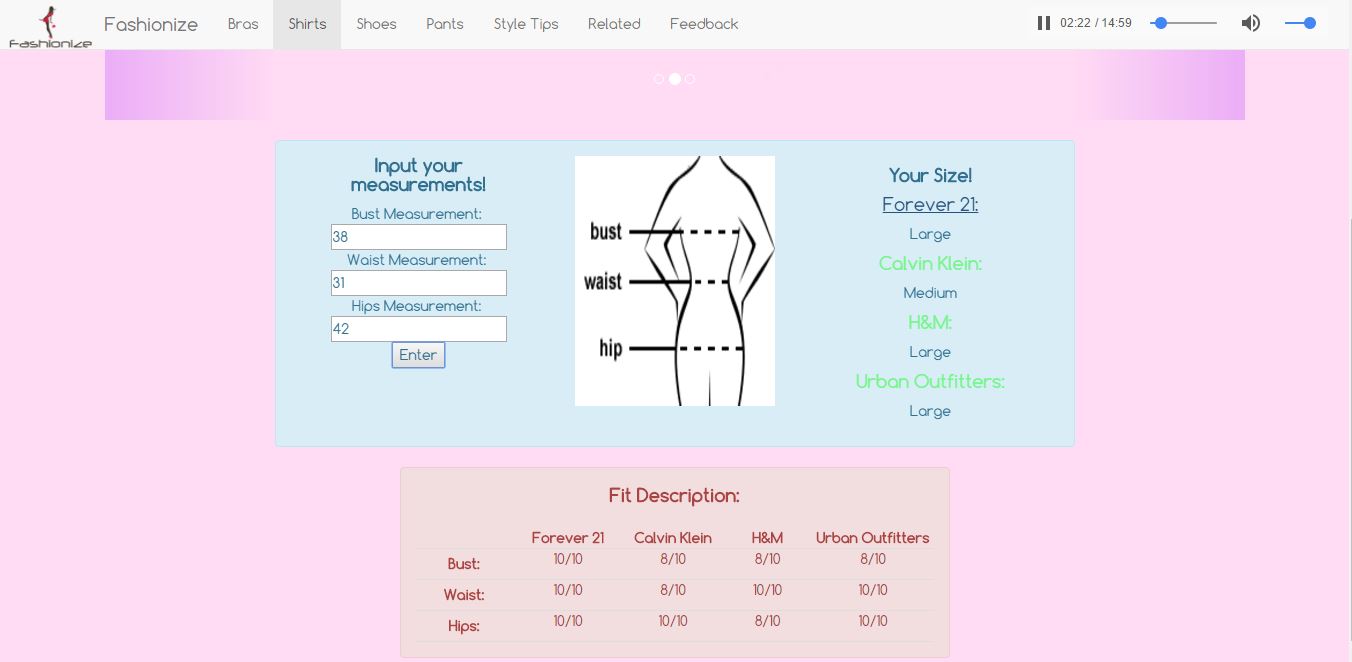 Fashionize
Fashionize Bras Shirts Shoes Pants Style Tips Related Feedback 02:22 / 14:59
Input your
measurements!
Bust Measurement:
38
Waist Measurement:
31
Hips Measurement:
42
Enter
bust
waist
hip
Your Size!
Forever 21:
Large
Calvin Klein:
Medium
H&M:
Large
Urban Outfitters:
Large
Fit Description:
Forever 21 Calvin Klein H&M Urban Outfitters
Bust: 10/10 8/10 8/10 8/10
Waist: 10/10 8/10 10/10 10/10
Hips: 10/10 10/10 8/10 10/10